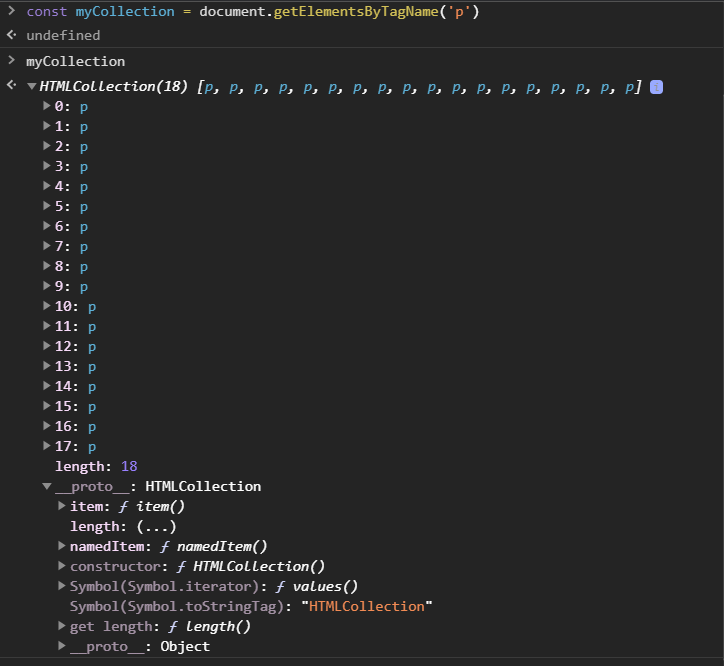 const myCollection = document.getElementsByTagName('p')
undefined
myCollection
HTMLCollection(18) [p, p, p, p, p, p, p, p, p, p, p, p, p, p, p, p, p, p]
0: p
1: p
2: p
3: p
4: p
5: p
6: p
7: p
8: p
9: p
10: p
11: p
12: p
13: p
14: p
15: p
16: p
17: p
length: 18
__proto__: HTMLCollection
item: ƒ item()
length: (...)
namedItem: ƒ namedItem()
constructor: ƒ HTMLCollection()
Symbol(Symbol.iterator): ƒ values()
Symbol(Symbol.toStringTag): "HTMLCollection"
get length: ƒ length()
__proto__: Object